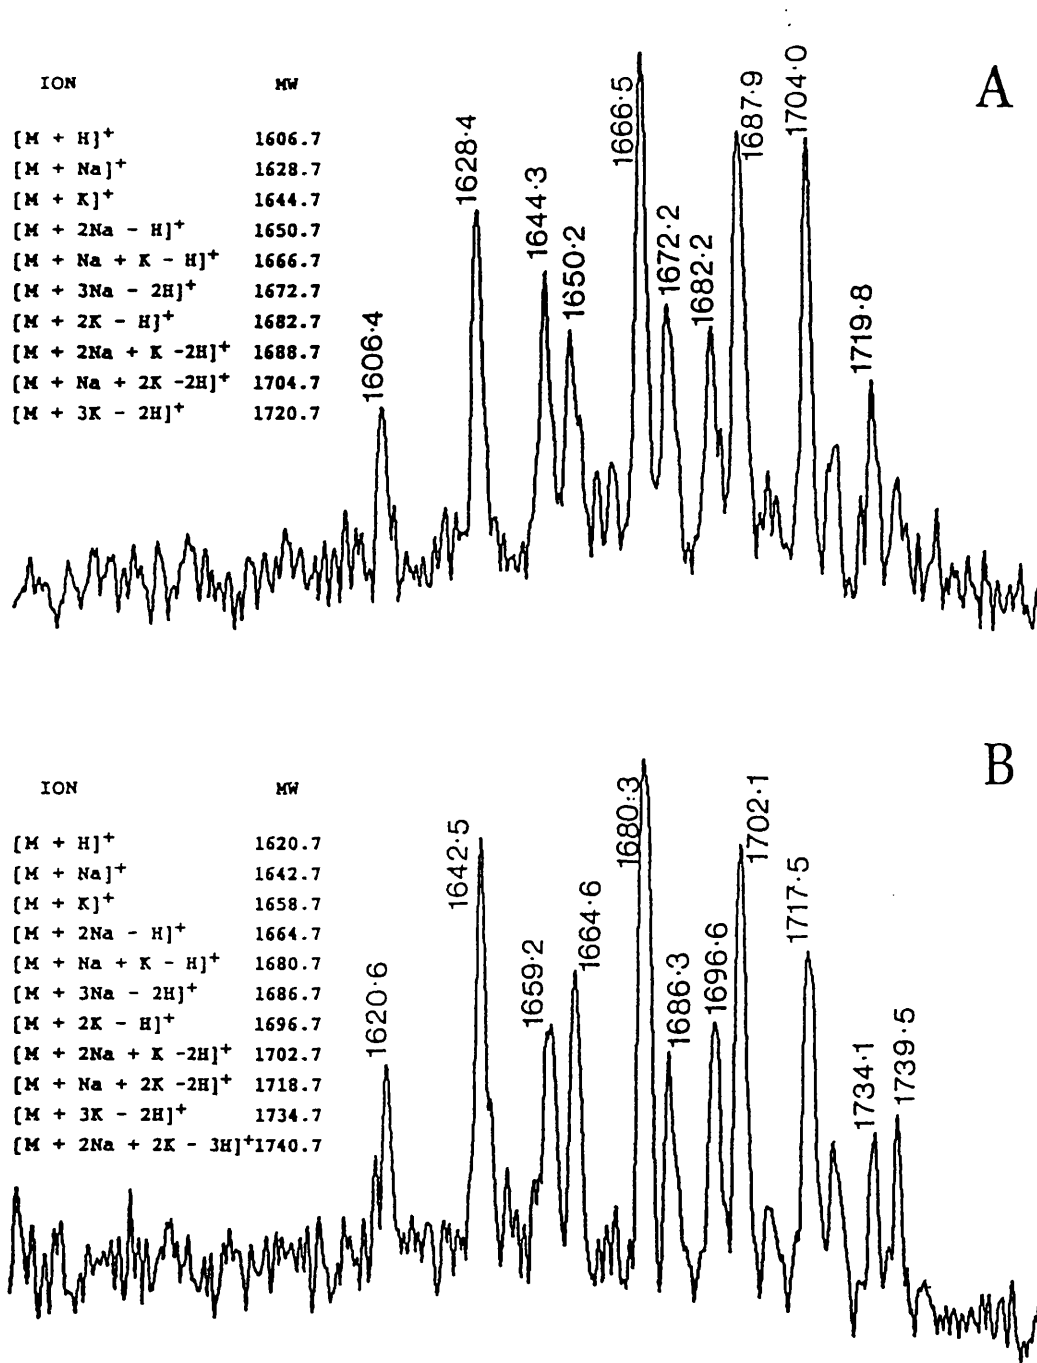 A
ION MW
[M + H]+ 1606.7
[M + Na]+ 1628.7
[M + K]+ 1644.7
[M + 2Na - H]+ 1650.7
[M + Na + K - H]+ 1666.7
[M + 3Na - 2H]+ 1672.7
[M + 2K - H]+ 1682.7
[M + 2Na + K -2H]+ 1688.7
[M + Na + 2K -2H]+ 1704.7
[M + 3K - 2H]+ 1720.7
1606·4
1628·4
1644·3
1650·2
1666·5
1672·2
1682·2
1687·9
1704·0
1719·8
B
ION MW
[M + H]+ 1620.7
[M + Na]+ 1642.7
[M + K]+ 1658.7
[M + 2Na - H]+ 1664.7
[M + Na + K - H]+ 1680.7
[M + 3Na - 2H]+ 1686.7
[M + 2K - H]+ 1696.7
[M + 2Na + K -2H]+ 1702.7
[M + Na + 2K -2H]+ 1718.7
[M + 3K - 2H]+ 1734.7
[M + 2Na + 2K - 3H]+ 1740.7
1620·6
1642·5
1659·2
1664·6
1680·3
1686·3
1696·6
1702·1
1717·5
1734·1
1739·5